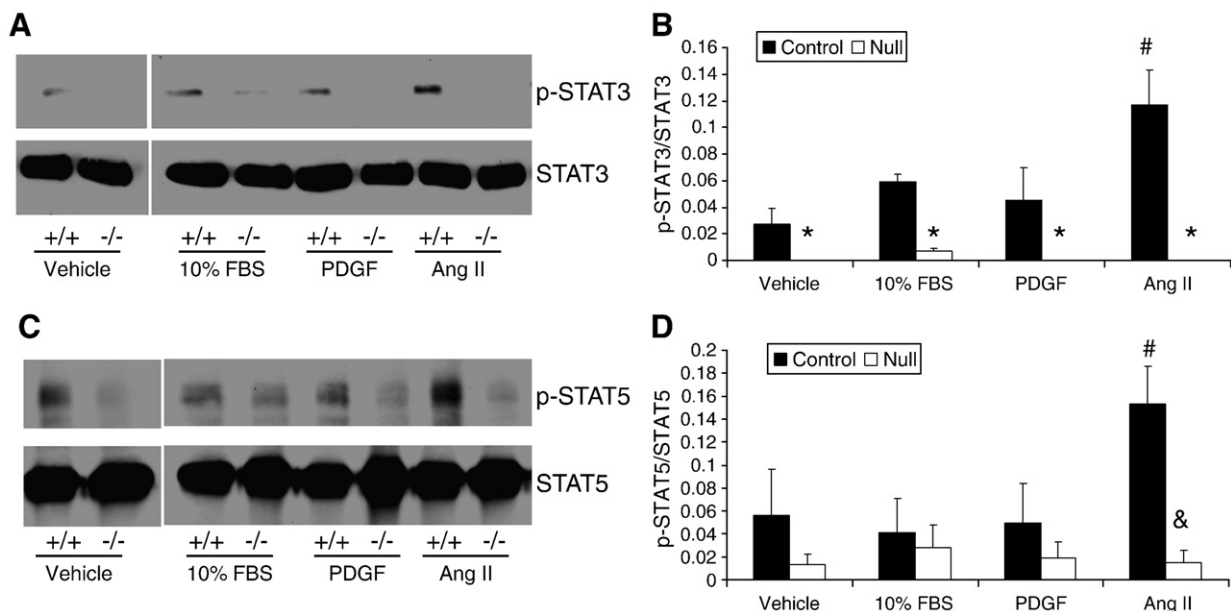 A
p-STAT3
STAT3
+/+ -/- +/+ -/- +/+ -/- +/+ -/-
Vehicle 10% FBS PDGF Ang II
B
p-STAT3/STAT3
0.16
0.14
0.12
0.1
0.08
0.06
0.04
0.02
0
Control Null
#
* * * *
Vehicle 10% FBS PDGF Ang II
C
p-STAT5
STAT5
+/+ -/- +/+ -/- +/+ -/- +/+ -/-
Vehicle 10% FBS PDGF Ang II
D
p-STAT5/STAT5
0.2
0.18
0.16
0.14
0.12
0.1
0.08
0.06
0.04
0.02
0
Control Null
#
&
Vehicle 10% FBS PDGF Ang II